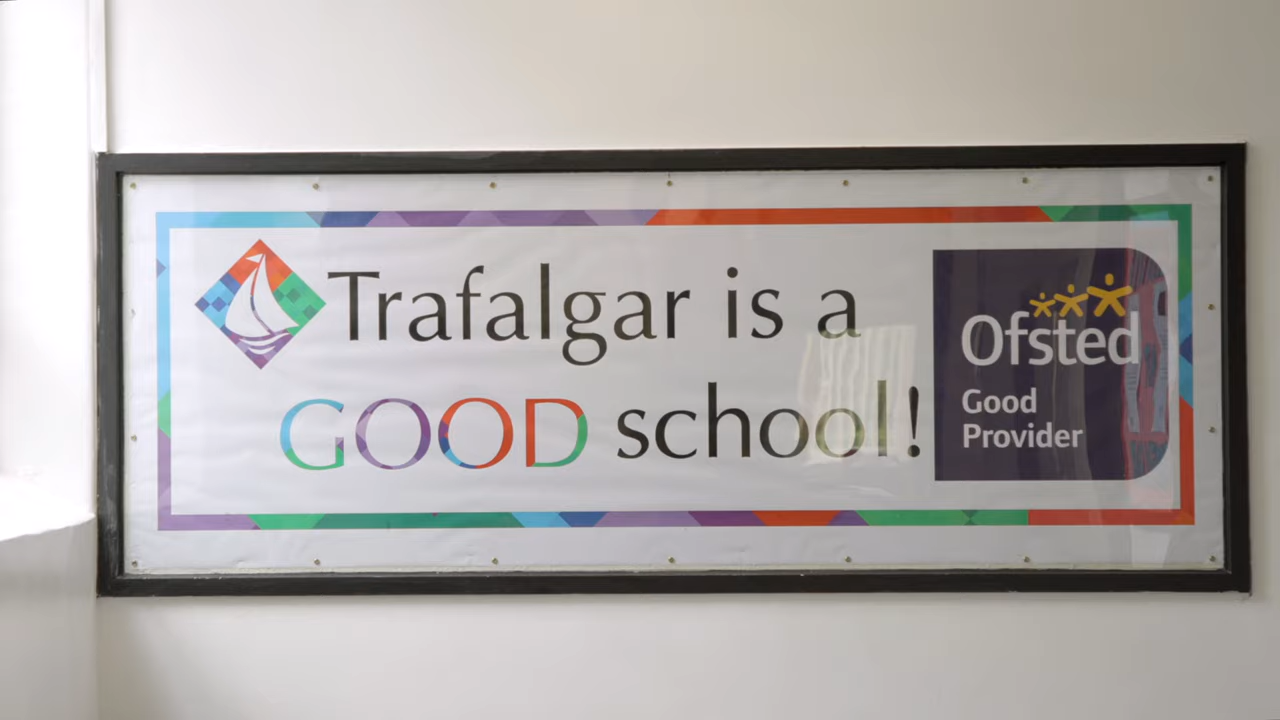 Trafalgar is a
GOOD school!
Ofsted
Good
Provider